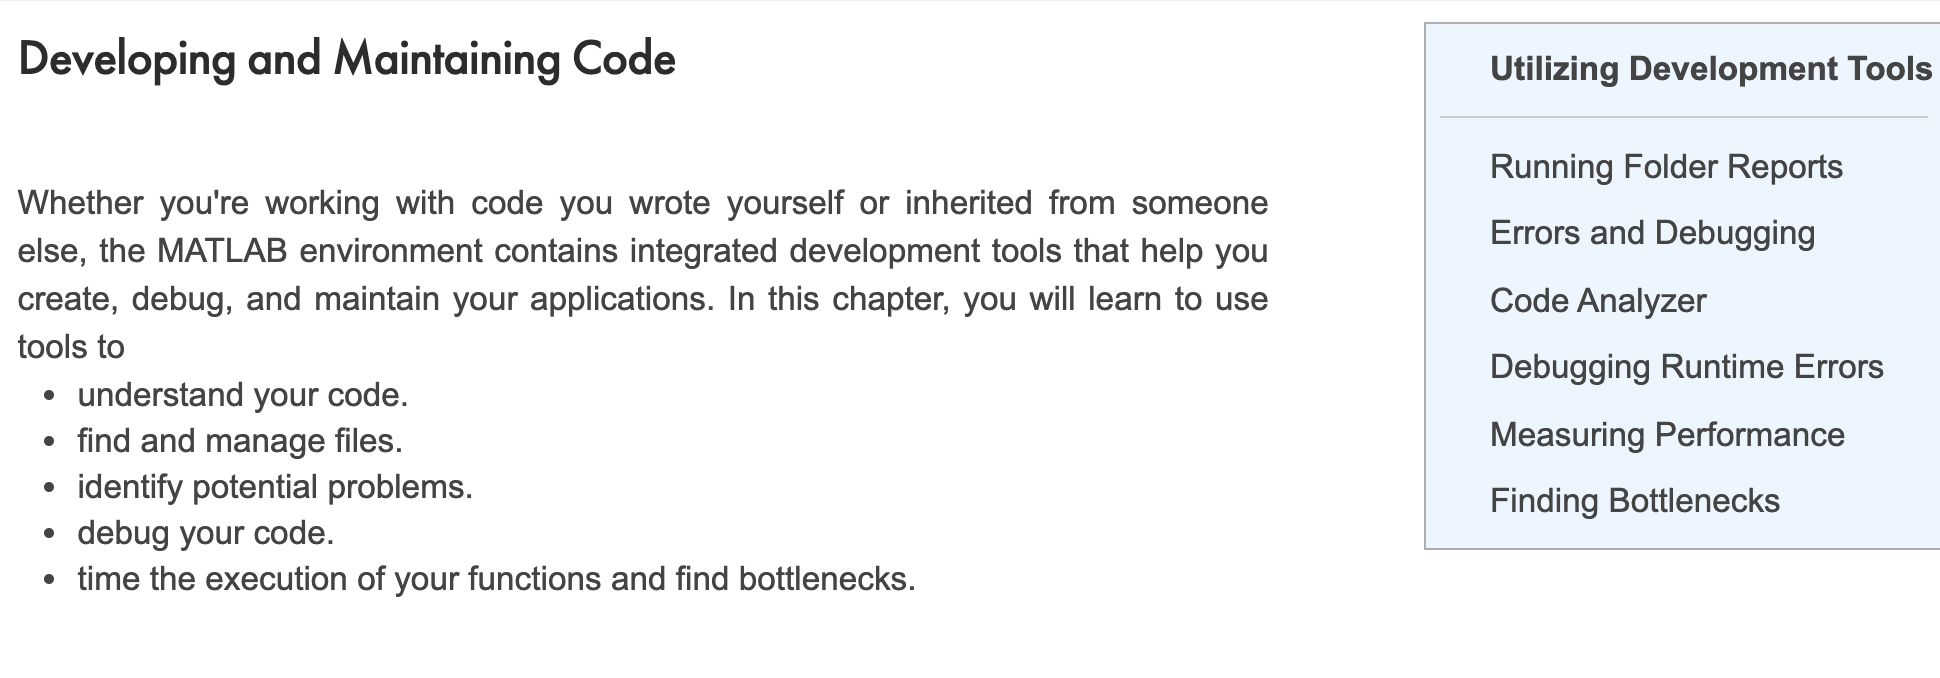 Developing and Maintaining Code
Whether you're working with code you wrote yourself or inherited from someone
else, the MATLAB environment contains integrated development tools that help you
create, debug, and maintain your applications. In this chapter, you will learn to use
tools to
• understand your code.
• find and manage files.
• identify potential problems.
• debug your code.
• time the execution of your functions and find bottlenecks.
Utilizing Development Tools
Running Folder Reports
Errors and Debugging
Code Analyzer
Debugging Runtime Errors
Measuring Performance
Finding Bottlenecks